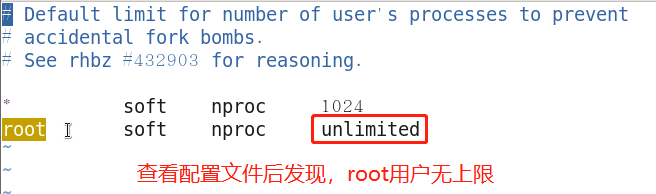 # Default limit for number of user's processes to prevent
# accidental fork bombs.
# See rhbz #432903 for reasoning.
* soft nproc 1024
root soft nproc unlimited
~
~
~
查看配置文件后发现，root用户无上限